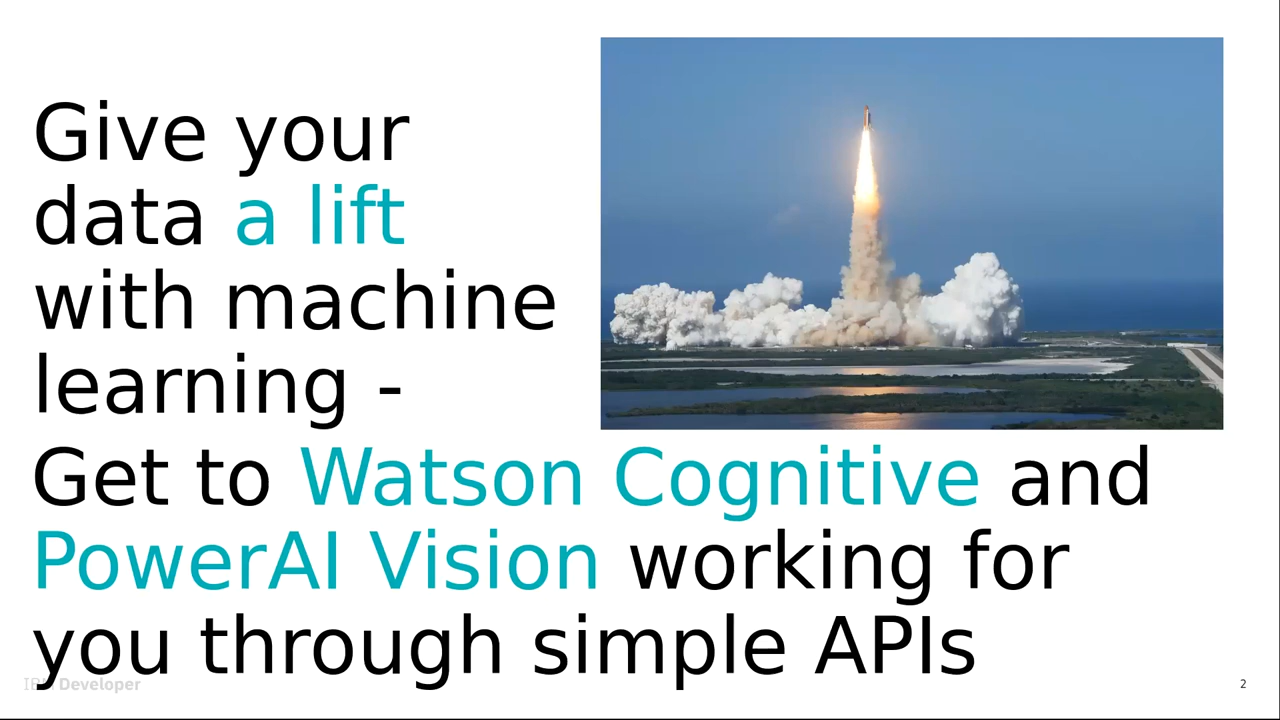 Give your
data a lift
with machine
learning -
Get to Watson Cognitive and
PowerAI Vision working for
you through simple APIs
IBM Developer
2